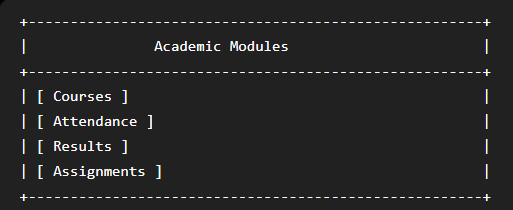 +------------------------------------------------------+
|               Academic Modules                       |
+------------------------------------------------------+
| [ Courses ]                                          |
| [ Attendance ]                                       |
| [ Results ]                                          |
| [ Assignments ]                                      |
+------------------------------------------------------+